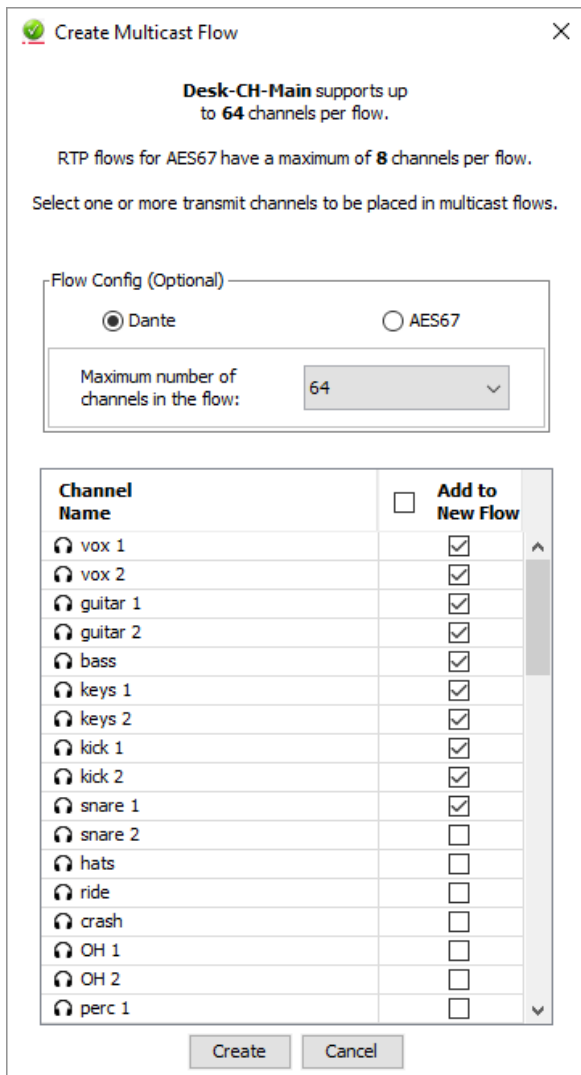 Create Multicast Flow
Desk-CH-Main supports up
to 64 channels per flow.
RTP flows for AES67 have a maximum of 8 channels per flow.
Select one or more transmit channels to be placed in multicast flows.
Flow Config (Optional)
Dante
AES67
Maximum number of
channels in the flow:
64
Channel
Name
Add to
New Flow
vox 1
vox 2
guitar 1
guitar 2
bass
keys 1
keys 2
kick 1
kick 2
snare 1
snare 2
hats
ride
crash
OH 1
OH 2
perc 1
Create
Cancel